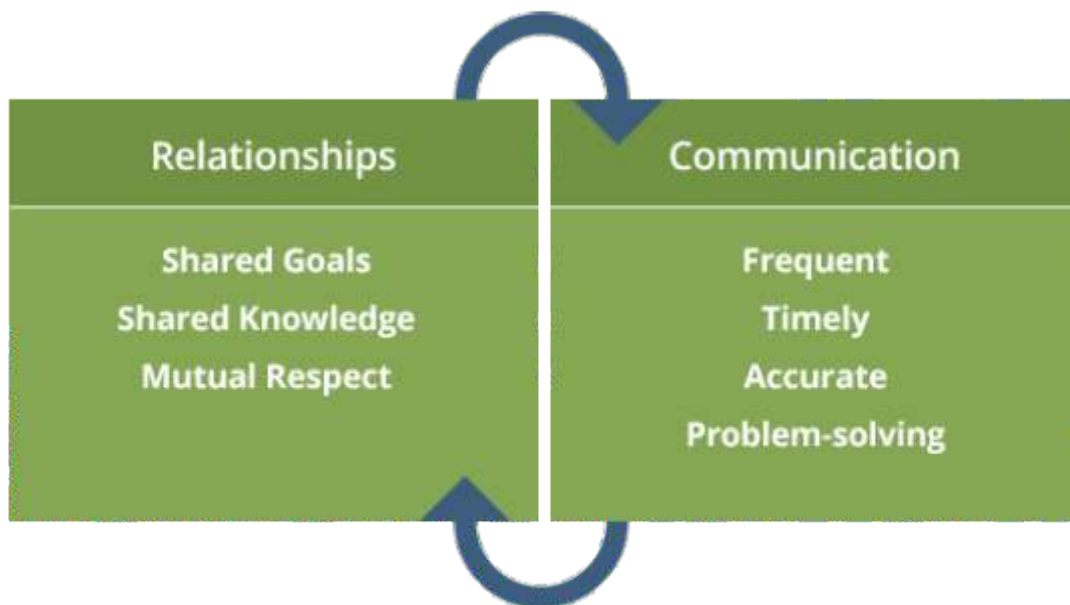 Relationships
Shared Goals
Shared Knowledge
Mutual Respect
Communication
Frequent
Timely
Accurate
Problem-solving